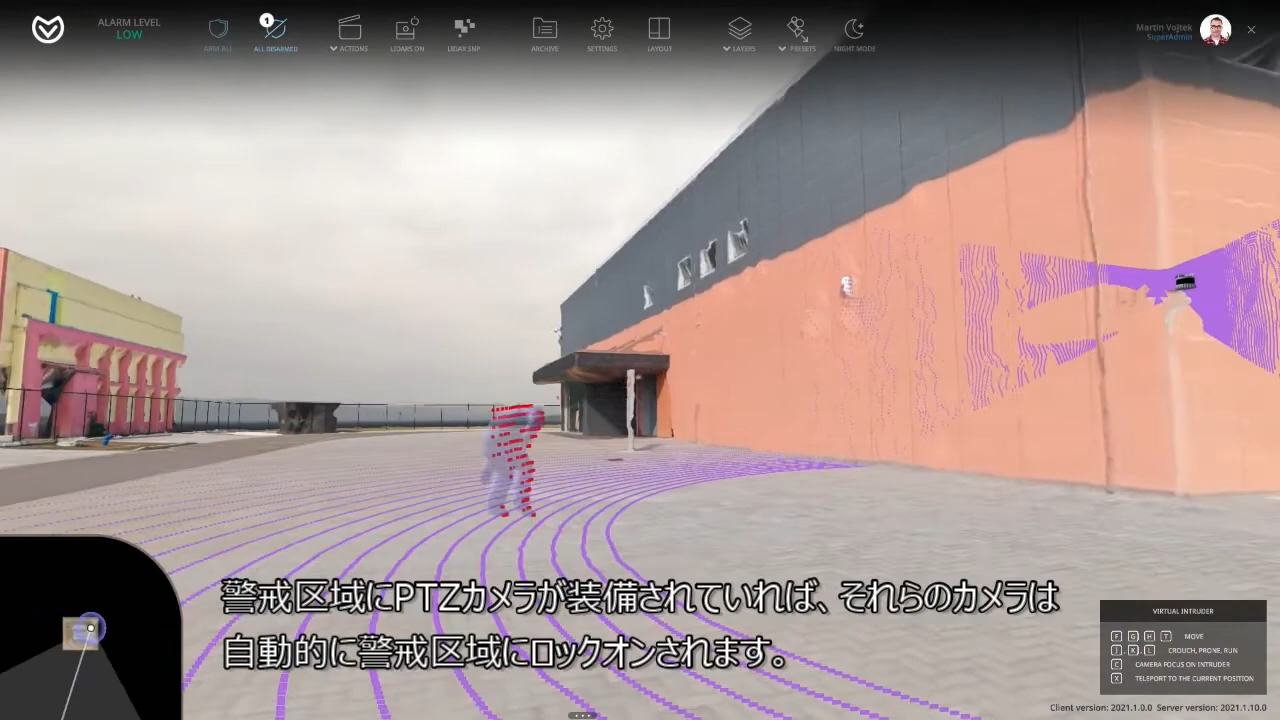 ALARM LEVEL
LOW
ARM ALL
1
ALL DISARMED
ACTIONS
LIDARS ON
LIDAR SNP
ARCHIVE
SETTINGS
LAYOUT
LAYERS
PRESETS
NIGHT MODE
Martin Vojtek
SuperAdmin
警戒区域にPTZカメラが装備されていれば、それらのカメラは
自動的に警戒区域にロックオンされます。
VIRTUAL INTRUDER
F G H T MOVE
J, K, L CROUCH, PRONE, RUN
C CAMERA FOCUS ON INTRUDER
X TELEPORT TO THE CURRENT POSITION
Client version: 2021.1.0.0 Server version: 2021.1.10.0